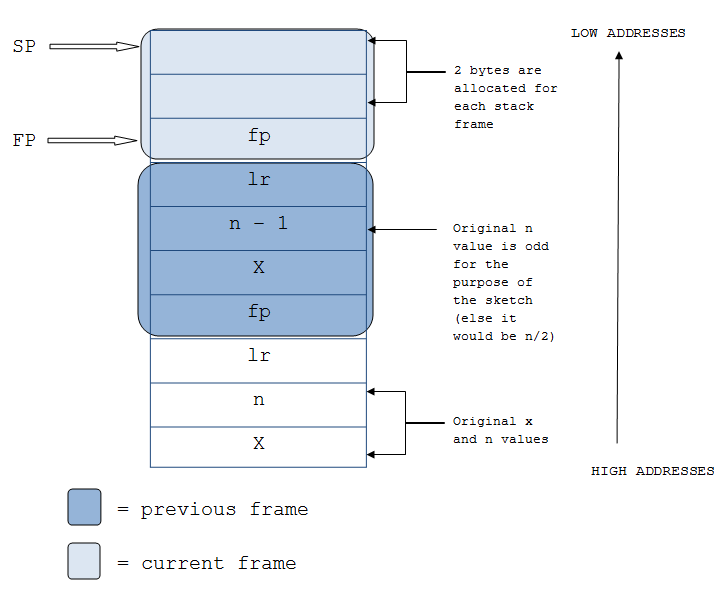 LOW ADDRESSES
SP
2 bytes are
allocated for
each stack
frame
FP
fp
lr
n – 1
X
fp
Original n
value is odd
for the
purpose of
the sketch
(else it
would be n/2)
lr
n
X
Original x
and n values
HIGH ADDRESSES
= previous frame
= current frame